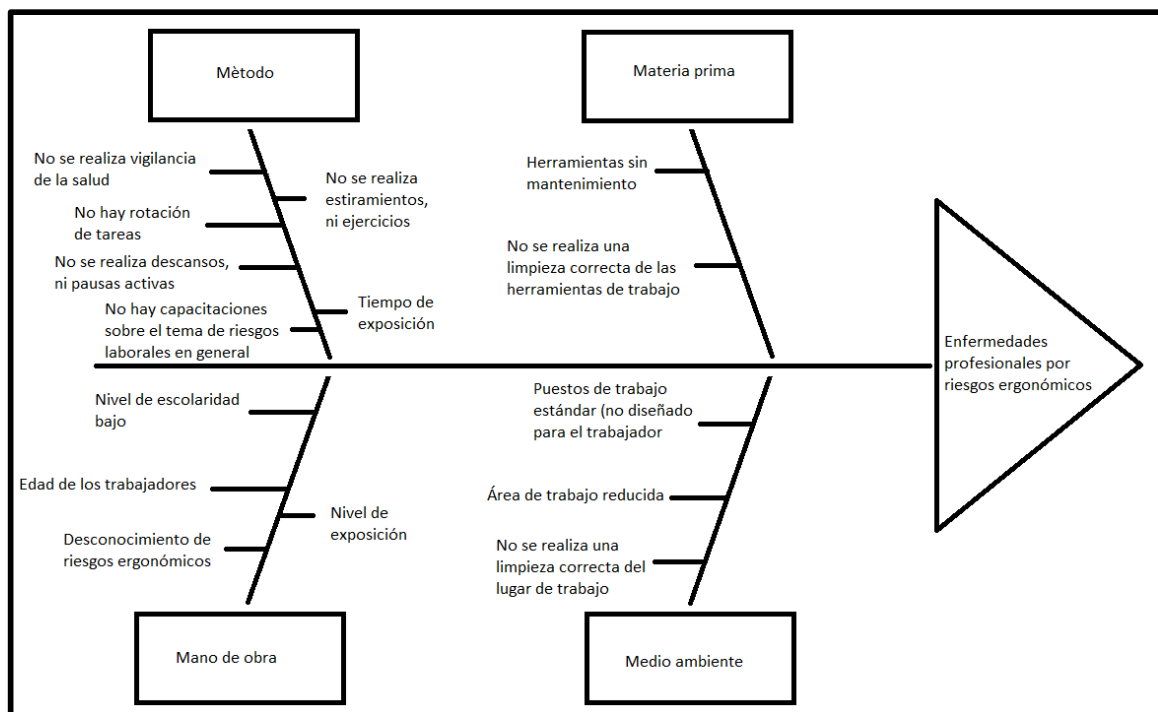 Mètodo
Materia prima
No se realiza vigilancia
de la salud
No se realiza
estiramientos,
ni ejercicios
No hay rotación
de tareas
No se realiza descansos,
ni pausas activas
Tiempo de
exposición
No hay capacitaciones
sobre el tema de riesgos
laborales en general
Herramientas sin
mantenimiento
No se realiza una
limpieza correcta de las
herramientas de trabajo
Enfermedades
profesionales por
riesgos ergonómicos
Nivel de escolaridad
bajo
Edad de los trabajadores
Nivel de
exposición
Desconocimiento de
riesgos ergonómicos
Puestos de trabajo
estándar (no diseñado
para el trabajador
Área de trabajo reducida
No se realiza una
limpieza correcta del
lugar de trabajo
Mano de obra
Medio ambiente